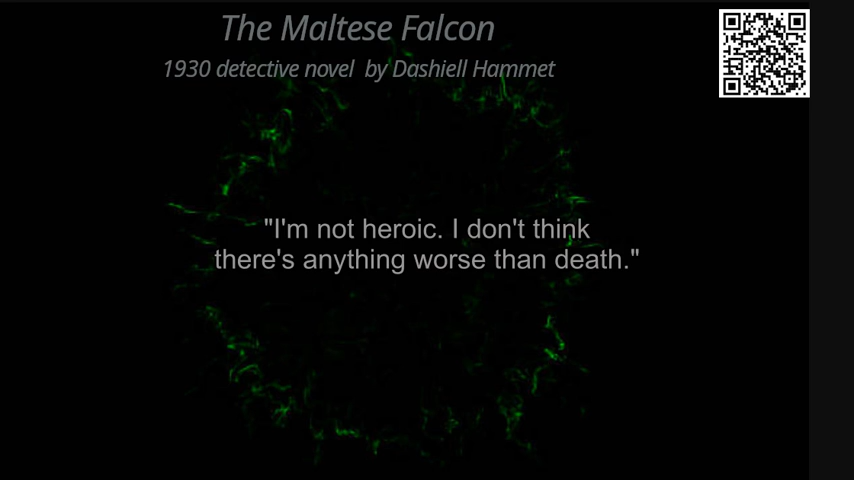 The Maltese Falcon
1930 detective novel by Dashiell Hammet
"I'm not heroic. I don't think
there's anything worse than death."